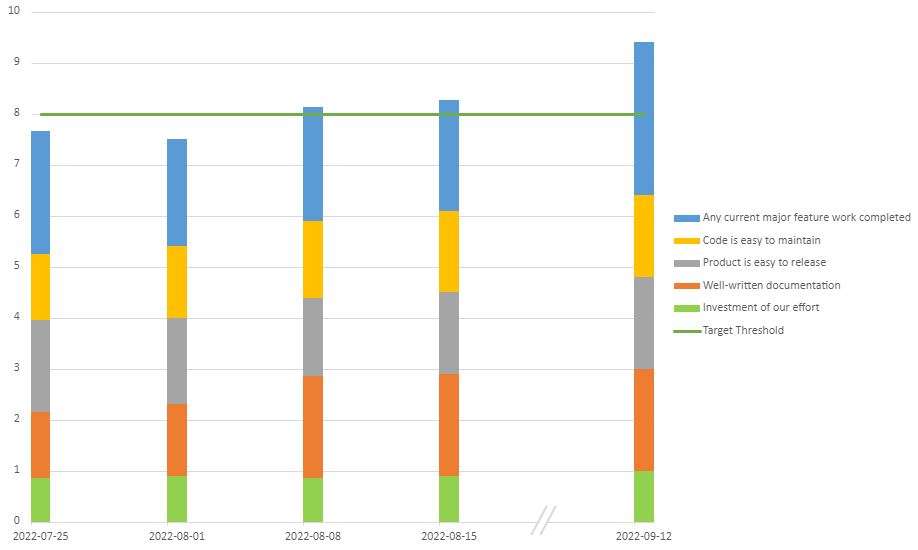 10
9
8
7
6
5
4
3
2
1
0
2022-07-25 2022-08-01 2022-08-08 2022-08-15 2022-09-12
Any current major feature work completed
Code is easy to maintain
Product is easy to release
Well-written documentation
Investment of our effort
Target Threshold